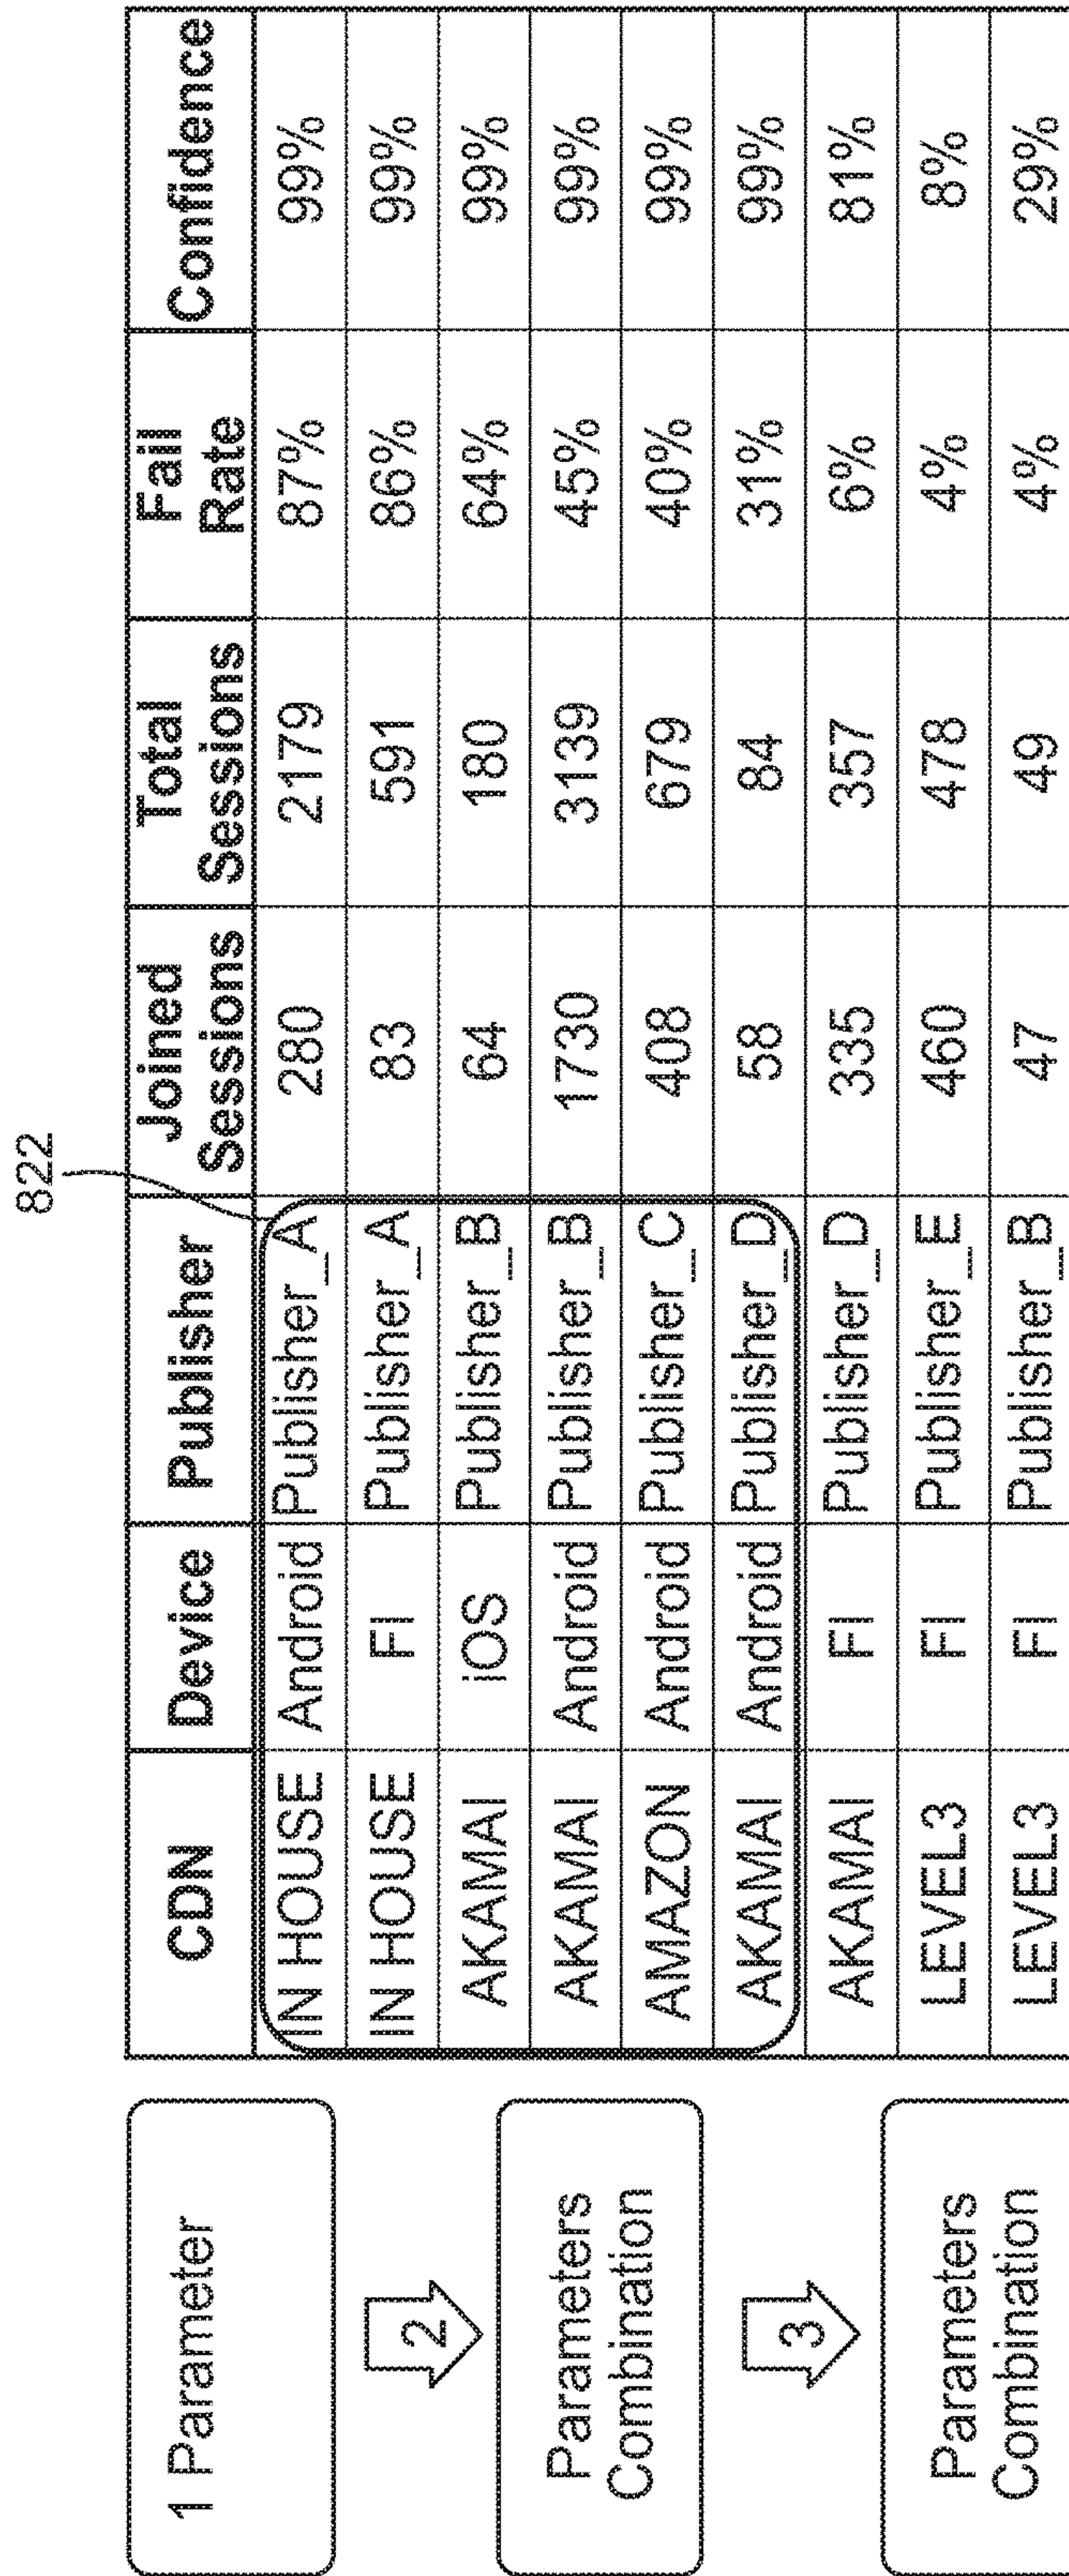 822
1 Parameter
2
Parameters
Combination
3
Parameters
Combination
CDN Device Publisher Joined Sessions Total Sessions Fail Rate Confidence
IN HOUSE Android Publisher_A 280 2179 87% 99%
IN HOUSE FI Publisher_A 83 591 86% 99%
AKAMAI iOS Publisher_B 64 180 64% 99%
AKAMAI Android Publisher_B 1730 3139 45% 99%
AMAZON Android Publisher_C 408 679 40% 99%
AKAMAI Android Publisher_D 58 84 31% 99%
AKAMAI FI Publisher_D 335 357 6% 81%
LEVEL3 FI Publisher_E 460 478 4% 8%
LEVEL3 FI Publisher_B 47 49 4% 29%